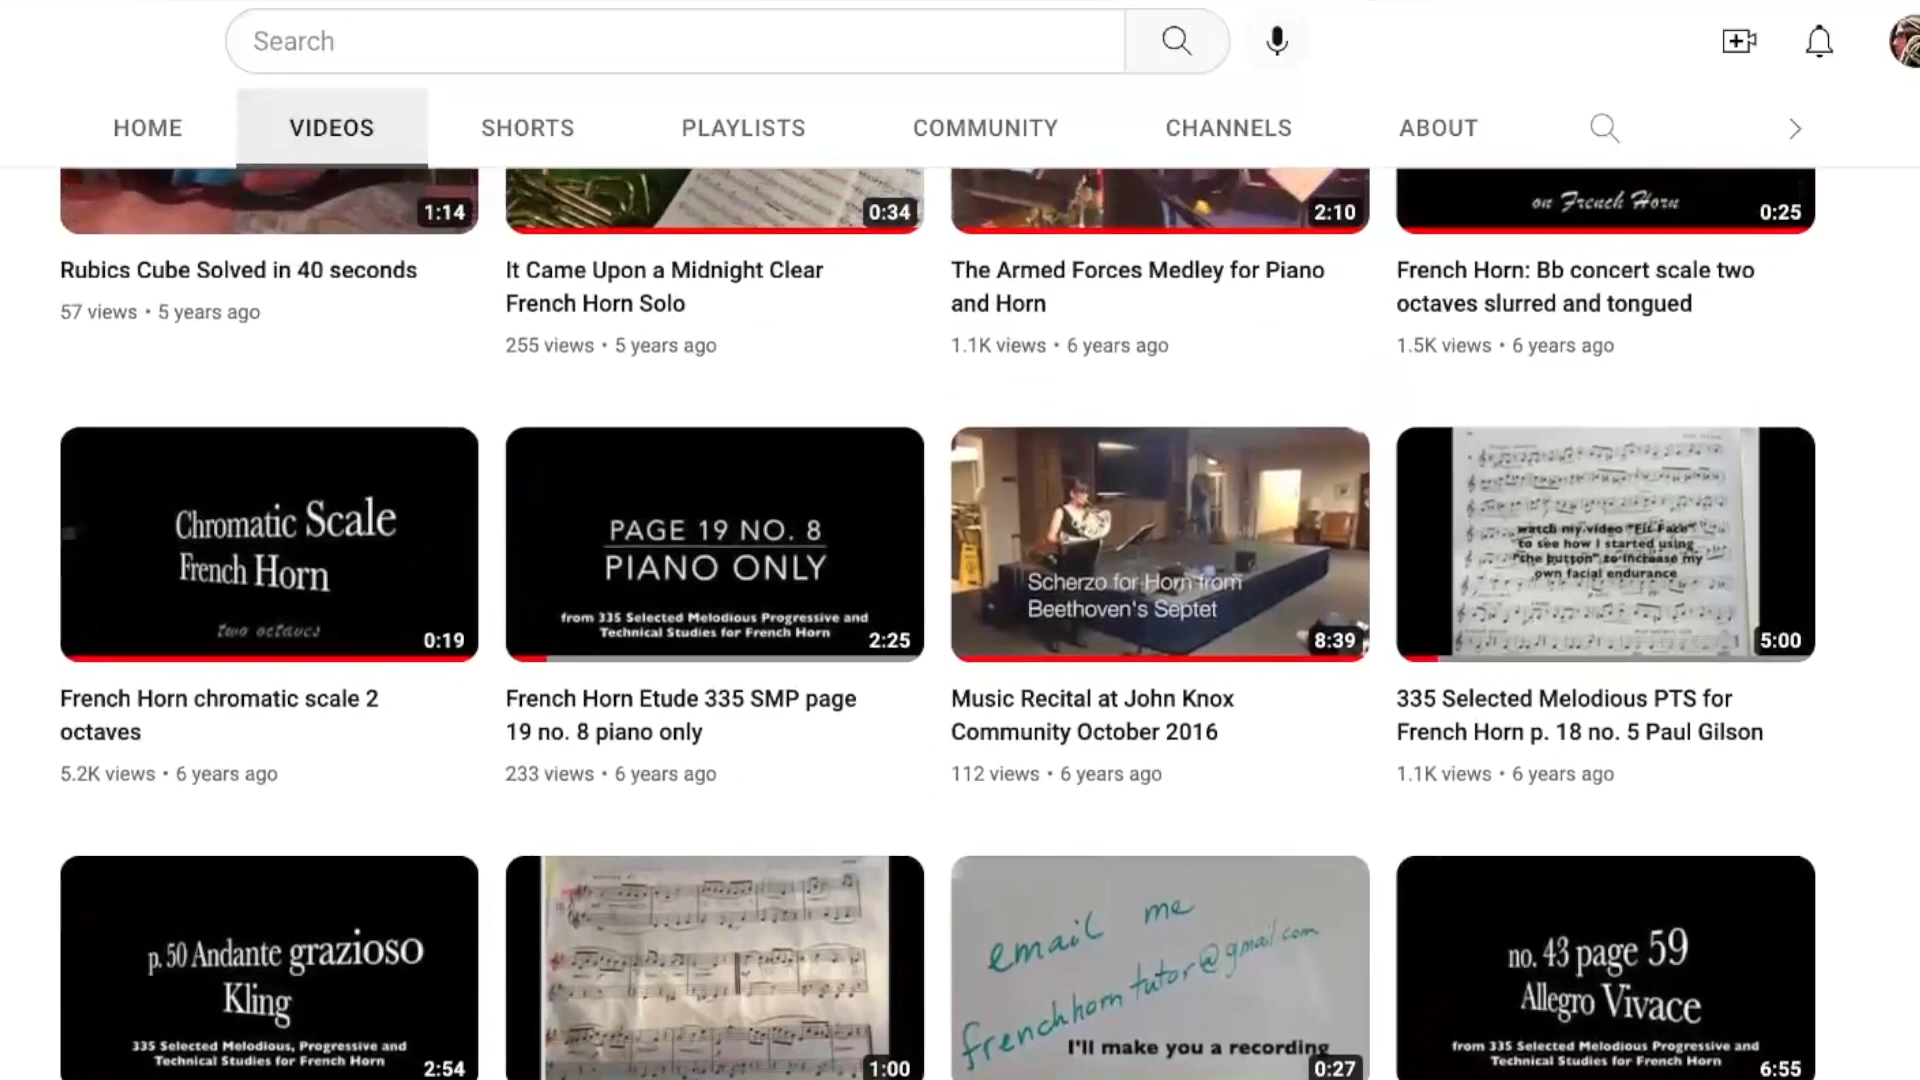 Search
HOME
VIDEOS
SHORTS
PLAYLISTS
COMMUNITY
CHANNELS
ABOUT
1:14
0:34
2:10
on French Horn
0:25
Rubics Cube Solved in 40 seconds
57 views • 5 years ago
It Came Upon a Midnight Clear
French Horn Solo
255 views • 5 years ago
The Armed Forces Medley for Piano
and Horn
1.1K views • 6 years ago
French Horn: Bb concert scale two
octaves slurred and tongued
1.5K views • 6 years ago
Chromatic Scale
French Horn
two octaves
0:19
PAGE 19 NO. 8
PIANO ONLY
from 335 Selected Melodious Progressive and
Technical Studies for French Horn
2:25
Scherzo for Horn from
Beethoven's Septet
8:39
watch my video "Fit Face"
to see how I started using
"the button" to increase my
own facial endurance
5:00
French Horn chromatic scale 2
octaves
5.2K views • 6 years ago
French Horn Etude 335 SMP page
19 no. 8 piano only
233 views • 6 years ago
Music Recital at John Knox
Community October 2016
112 views • 6 years ago
335 Selected Melodious PTS for
French Horn p. 18 no. 5 Paul Gilson
1.1K views • 6 years ago
p. 50 Andante grazioso
Kling
335 Selected Melodious, Progressive and
Technical Studies for French Horn
2:54
1:00
email me
frenchhorntutor@gmail.com
I'll make you a recording
0:27
no. 43 page 59
Allegro Vivace
from 335 Selected Melodious Progressive and
Technical Studies for French Horn
6:55